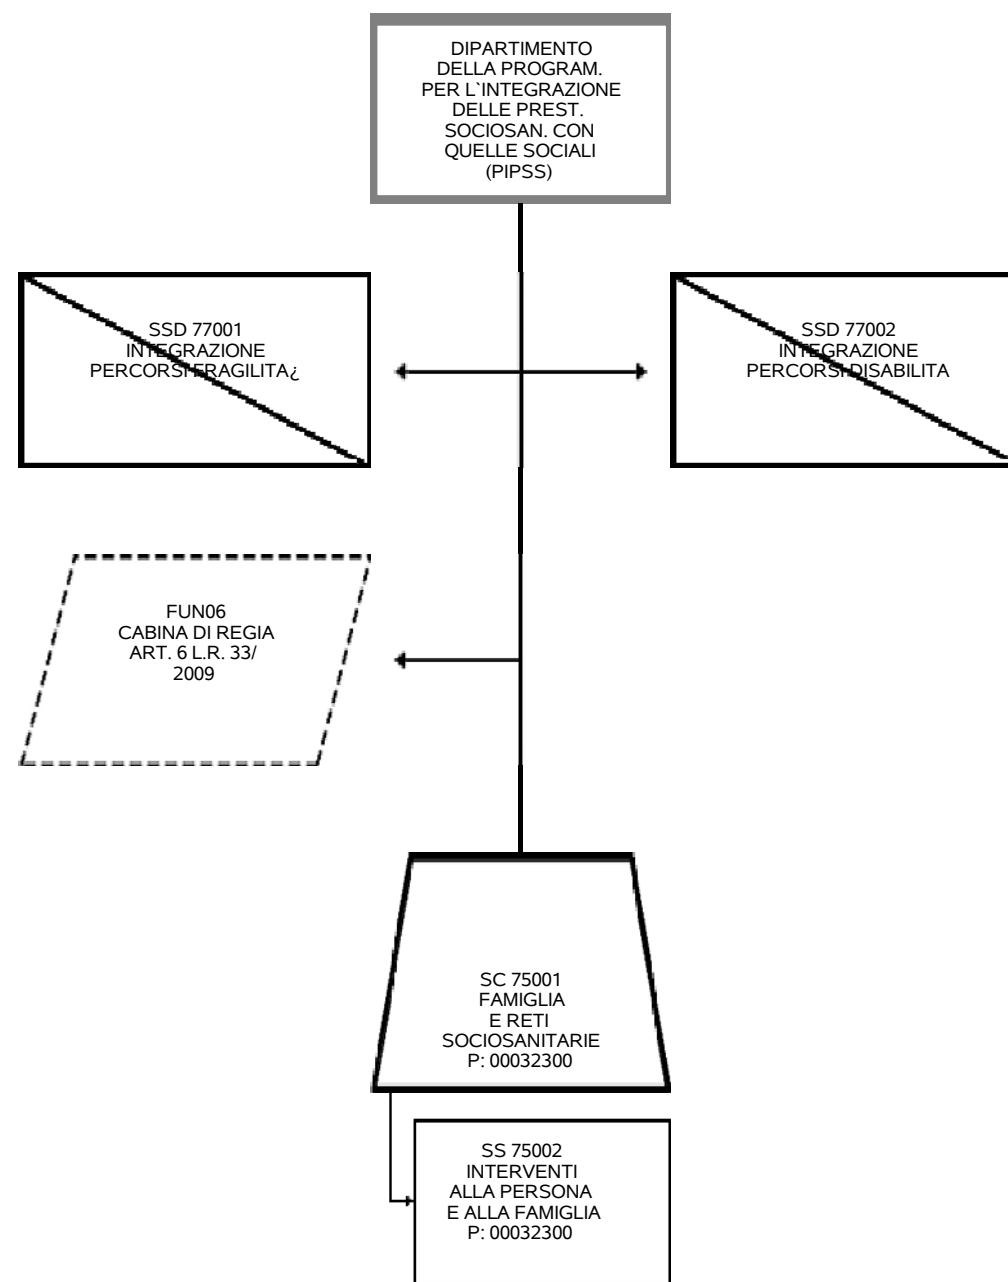 DIPARTIMENTO
DELLA PROGRAM.
PER L`INTEGRAZIONE
DELLE PREST.
SOCIOSAN. CON
QUELLE SOCIALI
(PIPSS)
SSD 77001
INTEGRAZIONE
PERCORSI FRAGILITA¿
SSD 77002
INTEGRAZIONE
PERCORSI DISABILITA
FUN06
CABINA DI REGIA
ART. 6 L.R. 33/
2009
SC 75001
FAMIGLIA
E RETI
SOCIOSANITARIE
P: 00032300
SS 75002
INTERVENTI
ALLA PERSONA
E ALLA FAMIGLIA
P: 00032300